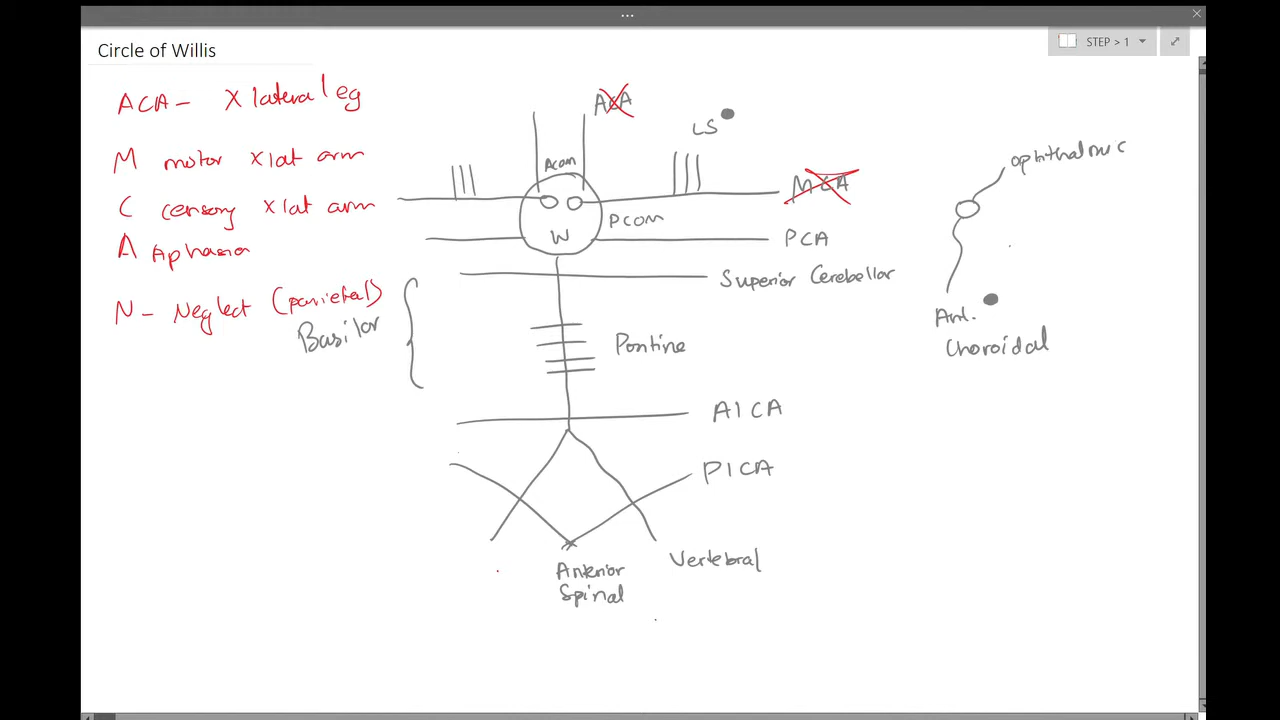 ...
STEP > 1
Circle of Willis
ACA - X lateral leg
M motor xlat arm
C censory xlat arm
A Aphasia
N - Neglect (parietal)
Basilar
ACA
LS
Acom
MCA
W
PCOM
PCA
Superior Cerebellar
Pontine
AICA
PICA
Vertebral
Anterior
Spinal
ophthalmic
Ant.
Choroidal